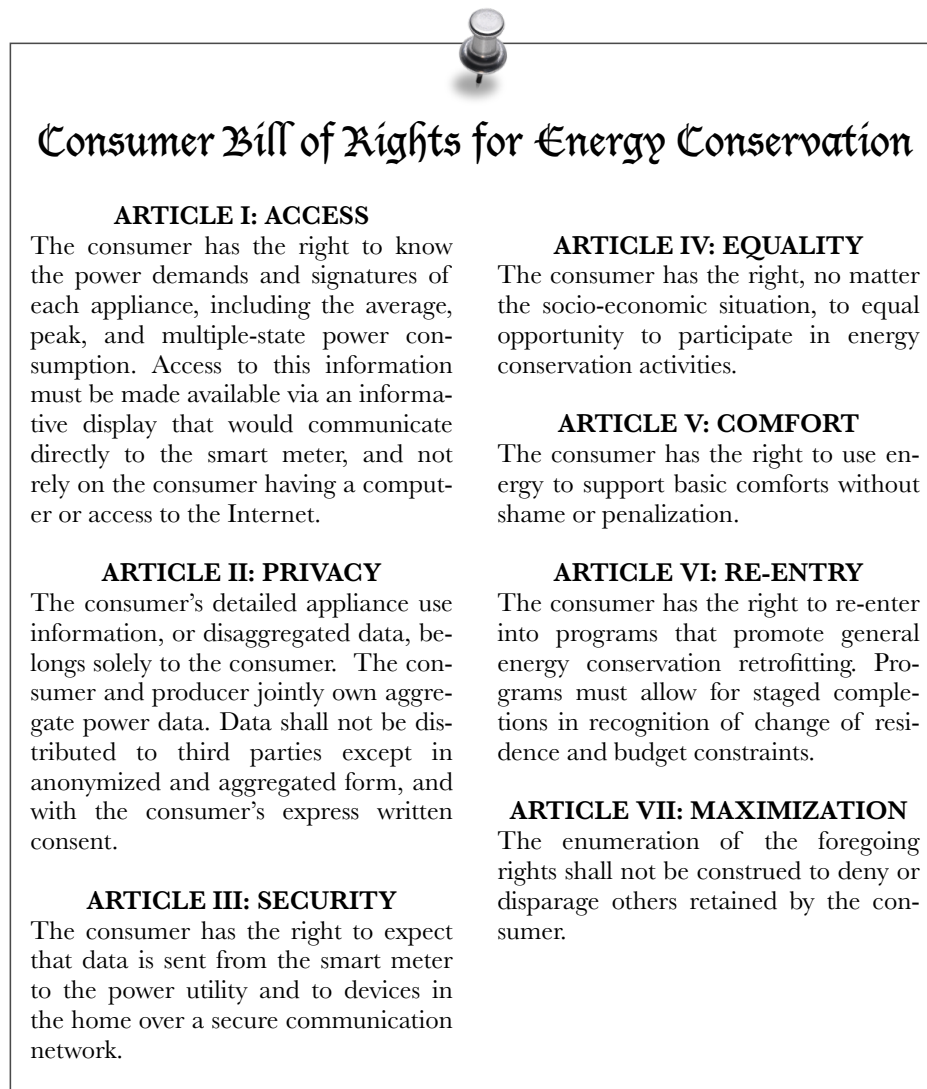 Consumer Bill of Rights for Energy Conservation
ARTICLE I: ACCESS
The consumer has the right to know
the power demands and signatures of
each appliance, including the average,
peak, and multiple-state power con-
sumption. Access to this information
must be made available via an informa-
tive display that would communicate
directly to the smart meter, and not
rely on the consumer having a comput-
er or access to the Internet.
ARTICLE II: PRIVACY
The consumer’s detailed appliance use
information, or disaggregated data, be-
longs solely to the consumer. The con-
sumer and producer jointly own aggre-
gate power data. Data shall not be dis-
tributed to third parties except in
anonymized and aggregated form, and
with the consumer’s express written
consent.
ARTICLE III: SECURITY
The consumer has the right to expect
that data is sent from the smart meter
to the power utility and to devices in
the home over a secure communication
network.
ARTICLE IV: EQUALITY
The consumer has the right, no matter
the socio-economic situation, to equal
opportunity to participate in energy
conservation activities.
ARTICLE V: COMFORT
The consumer has the right to use en-
ergy to support basic comforts without
shame or penalization.
ARTICLE VI: RE-ENTRY
The consumer has the right to re-enter
into programs that promote general
energy conservation retrofitting. Pro-
grams must allow for staged comple-
tions in recognition of change of resi-
dence and budget constraints.
ARTICLE VII: MAXIMIZATION
The enumeration of the foregoing
rights shall not be construed to deny or
disparage others retained by the con-
sumer.